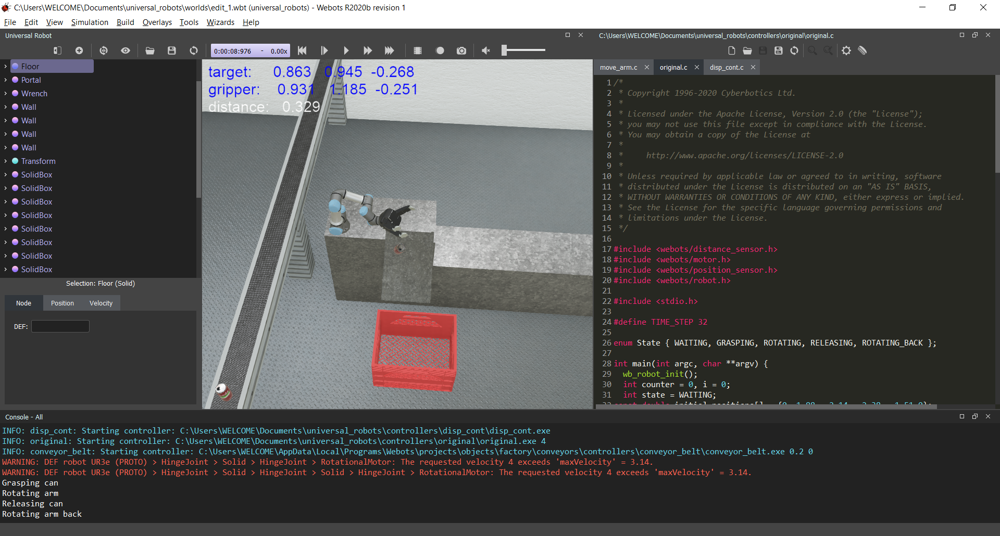 C:\Users\WELCOME\Documents\universal_robots\worlds\edit_1.wbt (universal_robots) - Webots R2020b revision 1
File Edit View Simulation Build Overlays Tools Wizards Help
Universal Robot
0:00:08:976 - 0.00x
Floor
Portal
Wrench
Wall
Wall
Wall
Wall
Transform
SolidBox
SolidBox
SolidBox
SolidBox
SolidBox
SolidBox
SolidBox
SolidBox
Selection: Floor (Solid)
Node Position Velocity
DEF:
target: 0.863 0.945 -0.268
gripper: 0.931 1.185 -0.251
distance: 0.329
C:\Users\WELCOME\Documents\universal_robots\controllers\original\original.c
move_arm.c original.c disp_cont.c
1 /*
2 * Copyright 1996-2020 Cyberbotics Ltd.
3 *
4 * Licensed under the Apache License, Version 2.0 (the "License");
5 * you may not use this file except in compliance with the License.
6 * You may obtain a copy of the License at
7 *
8 * http://www.apache.org/licenses/LICENSE-2.0
9 *
10 * Unless required by applicable law or agreed to in writing, software
11 * distributed under the License is distributed on an "AS IS" BASIS,
12 * WITHOUT WARRANTIES OR CONDITIONS OF ANY KIND, either express or implied.
13 * See the License for the specific language governing permissions and
14 * limitations under the License.
15 */
16
17 #include <webots/distance_sensor.h>
18 #include <webots/motor.h>
19 #include <webots/position_sensor.h>
20 #include <webots/robot.h>
21
22 #include <stdio.h>
23
24 #define TIME_STEP 32
25
26 enum State { WAITING, GRASPING, ROTATING, RELEASING, ROTATING_BACK };
27
28 int main(int argc, char **argv) {
29 wb_robot_init();
30 int counter = 0, i = 0;
31 int state = WAITING;
Console - All
INFO: disp_cont: Starting controller: C:\Users\WELCOME\Documents\universal_robots\controllers\disp_cont\disp_cont.exe
INFO: original: Starting controller: C:\Users\WELCOME\Documents\universal_robots\controllers\original\original.exe 4
INFO: conveyor_belt: Starting controller: C:\Users\WELCOME\AppData\Local\Programs\Webots\projects\objects\factory\conveyors\controllers\conveyor_belt\conveyor_belt.exe 0.2 0
WARNING: DEF robot UR3e (PROTO) > HingeJoint > Solid > HingeJoint > RotationalMotor: The requested velocity 4 exceeds 'maxVelocity' = 3.14.
WARNING: DEF robot UR3e (PROTO) > HingeJoint > Solid > HingeJoint > Solid > HingeJoint > RotationalMotor: The requested velocity 4 exceeds 'maxVelocity' = 3.14.
Grasping can
Rotating arm
Releasing can
Rotating arm back